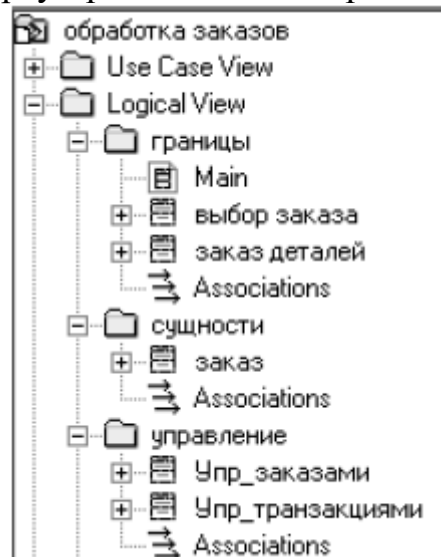 обработка заказов
Use Case View
Logical View
границы
Main
выбор заказа
заказ деталей
Associations
сущности
заказ
Associations
управление
Упр_заказами
Упр_транзакциями
Associations